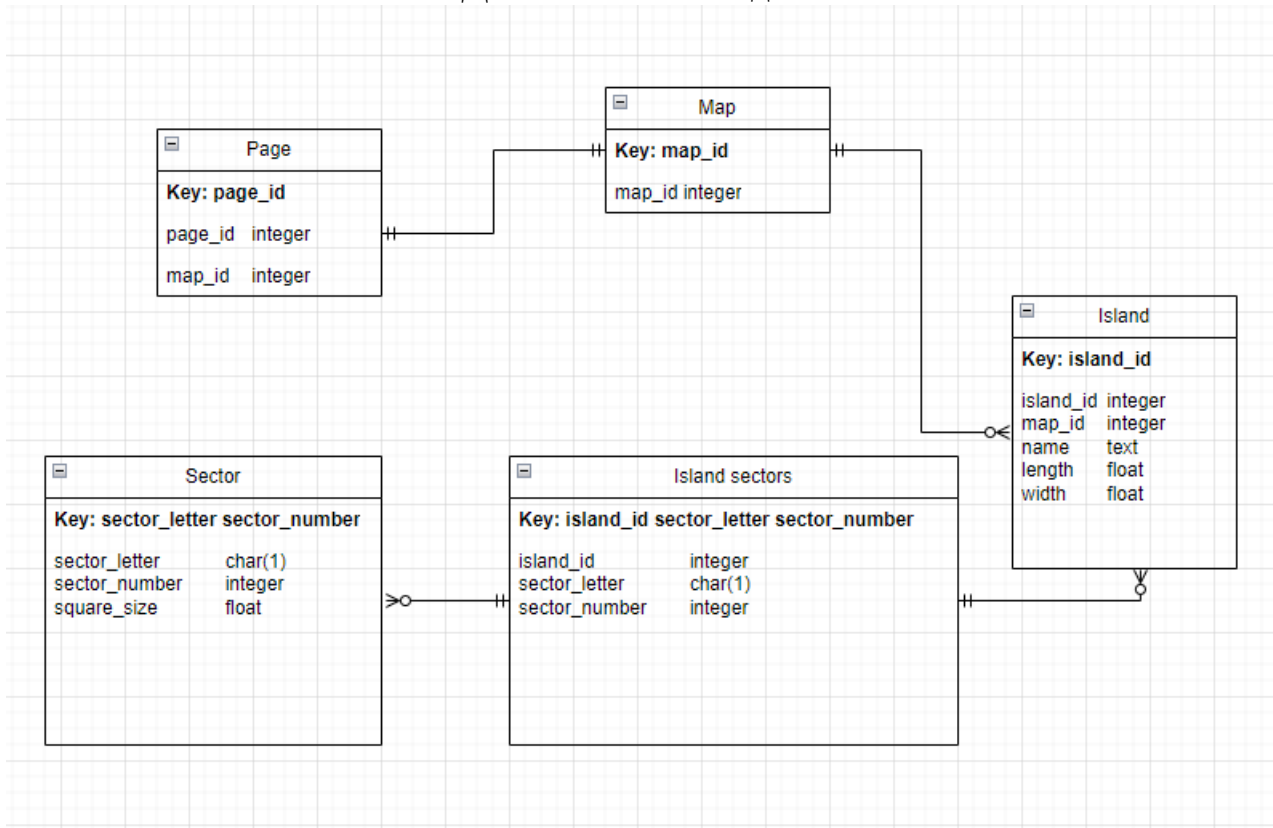 Page
Key: page_id
page_id integer
map_id integer
Map
Key: map_id
map_id integer
Island
Key: island_id
island_id integer
map_id integer
name text
length float
width float
Sector
Key: sector_letter sector_number
sector_letter char(1)
sector_number integer
square_size float
Island sectors
Key: island_id sector_letter sector_number
island_id integer
sector_letter char(1)
sector_number integer